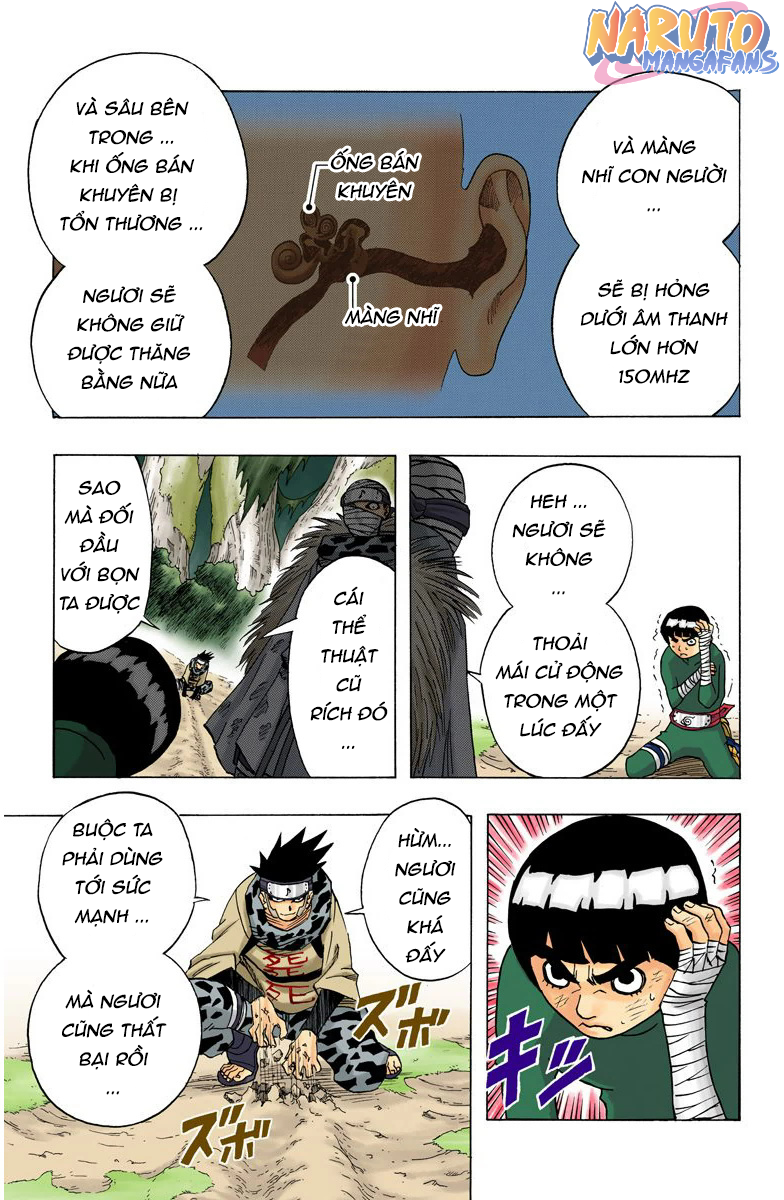 NARUTO
MANGAFANS
VÀ MÀNG
NHĨ CON NGƯỜI
...
SẼ BỊ HỎNG
DƯỚI ÂM THANH
LỚN HƠN
150MHZ
ỐNG BÁN
KHUYÊN
MÀNG NHĨ
VÀ SÂU BÊN
TRONG ...
KHI ỐNG BÁN
KHUYÊN BỊ
TỔN THƯƠNG ...
NGƯƠI SẼ
KHÔNG GIỮ
ĐƯỢC THĂNG
BẰNG NỮA
HEH ...
NGƯƠI SẼ
KHÔNG
...
THOẢI
MÁI CỬ ĐỘNG
TRONG MỘT
LÚC ĐẤY
CÁI
THỂ
THUẬT
CŨ
RÍCH ĐÓ
...
SAO
MÀ ĐỐI
ĐẦU
VỚI BỌN
TA ĐƯỢC
キッ
HỪM...
NGƯƠI
CŨNG
KHÁ
ĐẤY
BUỘC TA
PHẢI DÙNG
TỚI SỨC
MẠNH ...
MÀ NGƯƠI
CŨNG THẤT
BẠI RỒI
...
死
死死
ズボ
ズボ